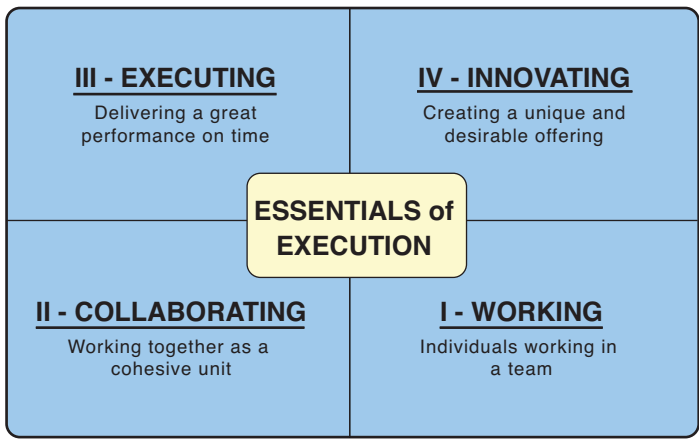 III - EXECUTING
Delivering a great
performance on time
IV - INNOVATING
Creating a unique and
desirable offering
ESSENTIALS of
EXECUTION
II - COLLABORATING
Working together as a
cohesive unit
I - WORKING
Individuals working in
a team